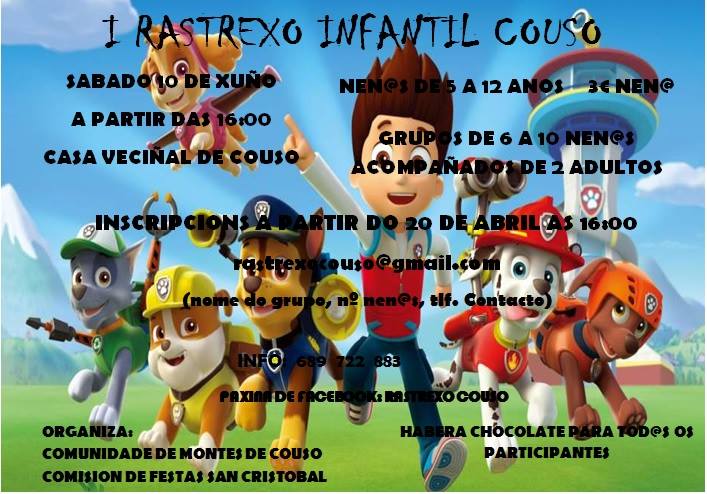 I RASTREXO INFANTIL COUSO
SABADO 10 DE XUÑO
A PARTIR DAS 16:00
CASA VECIÑAL DE COUSO
NEN@S DE 5 A 12 ANOS 3€ NEN@
GRUPOS DE 6 A 10 NEN@S
ACOMPAÑADOS DE 2 ADULTOS
INSCRIPCIONS A PARTIR DO 20 DE ABRIL AS 16:00
rastrexocouso@gmail.com
(nome do grupo, nº nen@s, tlf. Contacto)
INFO: 689 722 883
PAXINA DE FACEBOOK: RASTREXO COUSO
ORGANIZA:
COMUNIDADE DE MONTES DE COUSO
COMISION DE FESTAS SAN CRISTOBAL
HABERA CHOCOLATE PARA TOD@S OS
PARTICIPANTES